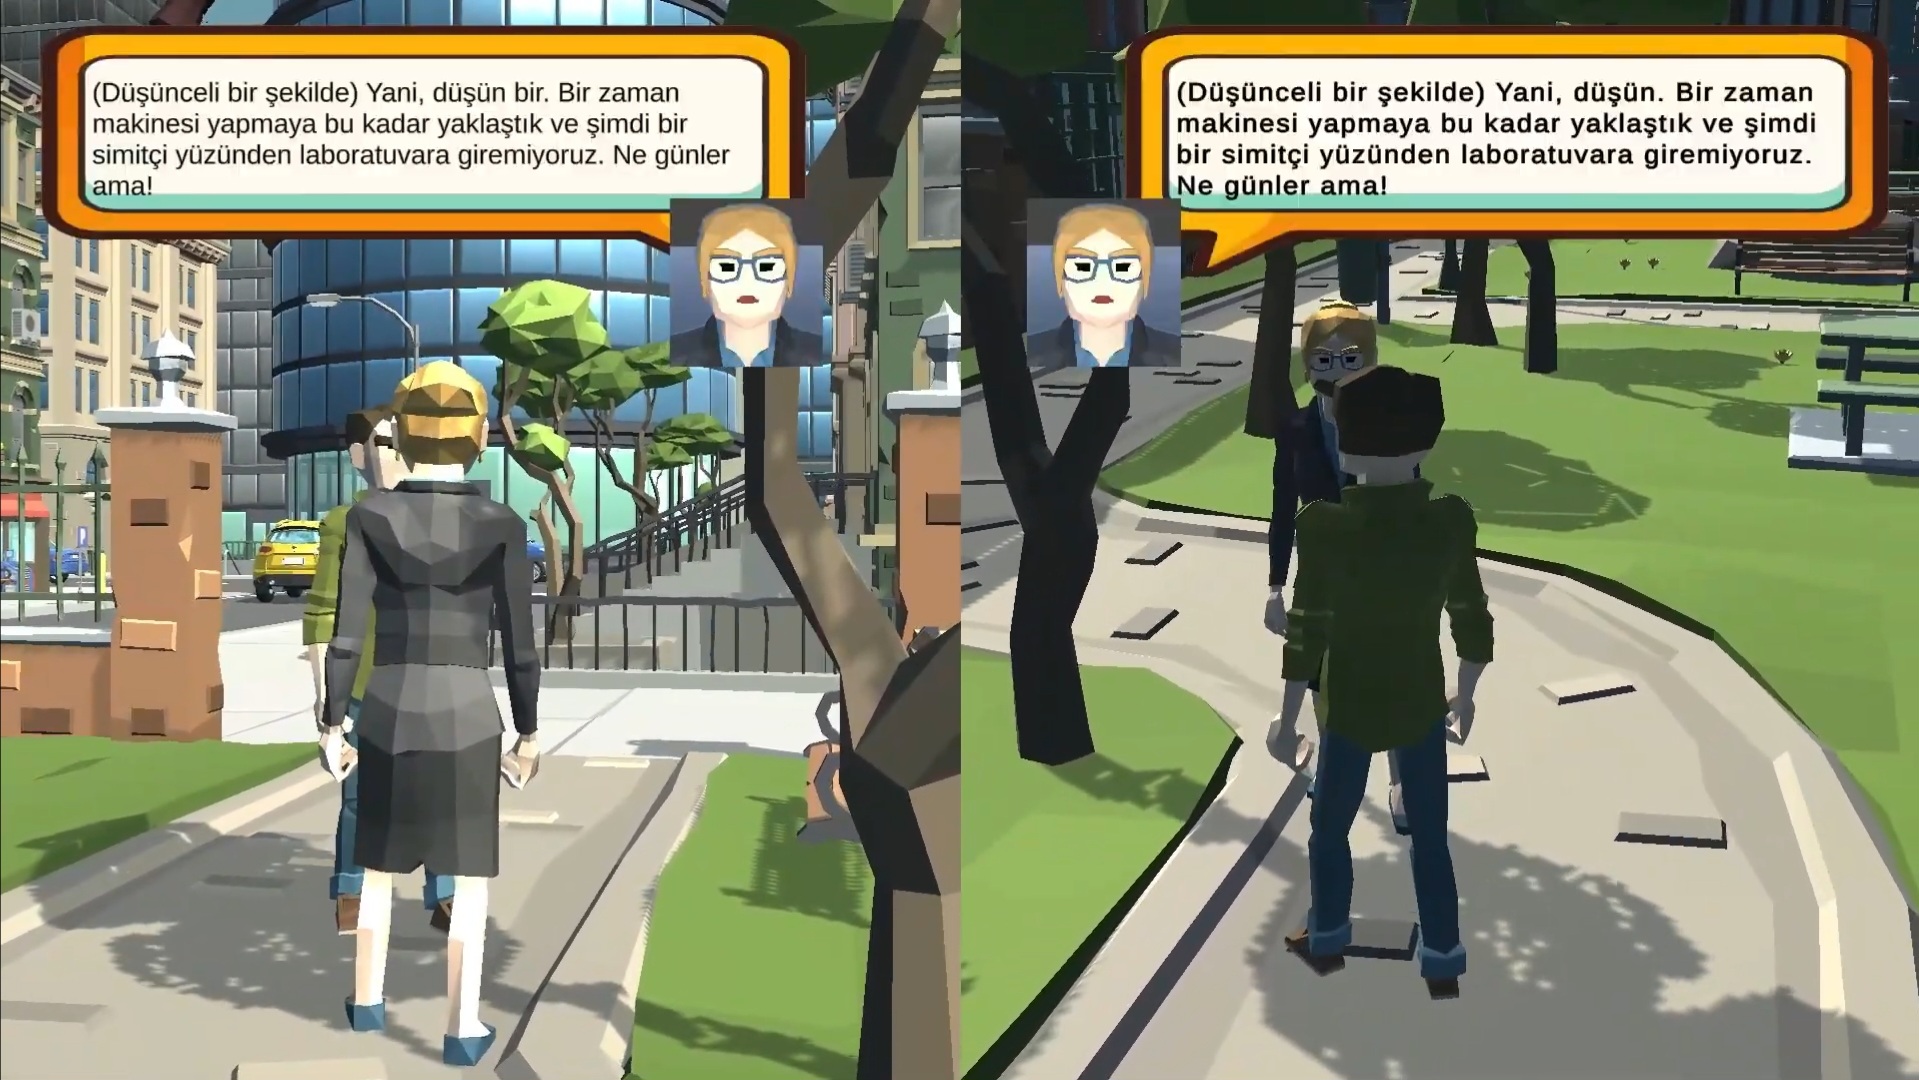 (Düşünceli bir şekilde) Yani, düşün bir. Bir zaman
makinesi yapmaya bu kadar yaklaştık ve şimdi bir
simitçi yüzünden laboratuvara giremiyoruz. Ne günler
ama!
(Düşünceli bir şekilde) Yani, düşün. Bir zaman
makinesi yapmaya bu kadar yaklaştık ve şimdi
bir simitçi yüzünden laboratuvara giremiyoruz.
Ne günler ama!